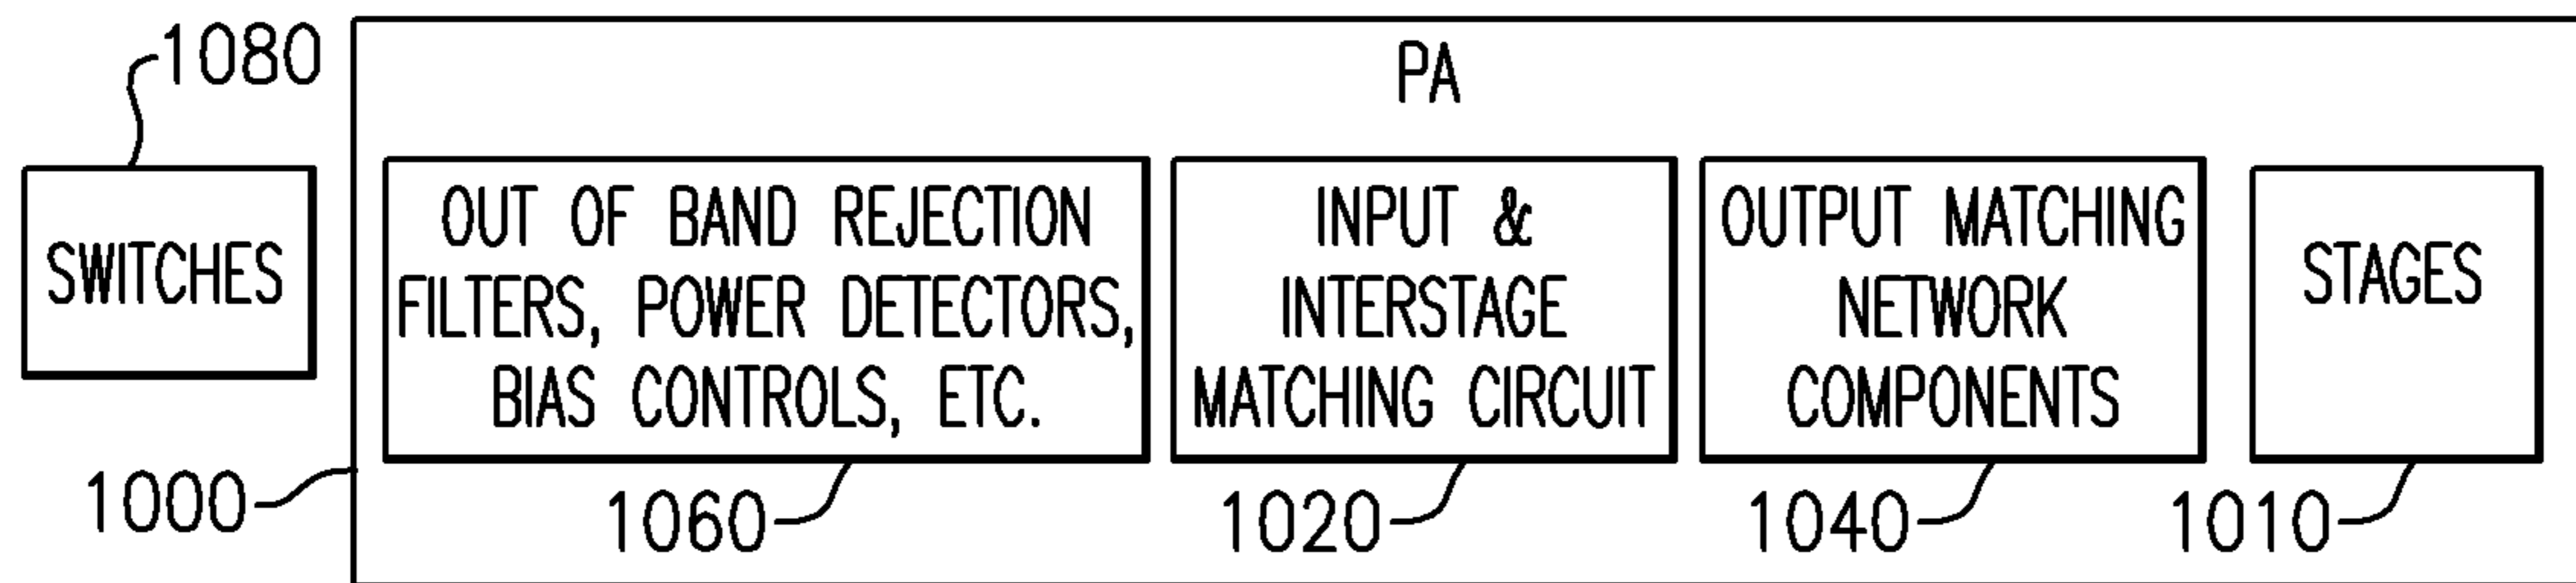 1080
PA
SWITCHES
OUT OF BAND REJECTION
FILTERS, POWER DETECTORS,
BIAS CONTROLS, ETC.
INPUT &
INTERSTAGE
MATCHING CIRCUIT
OUTPUT MATCHING
NETWORK
COMPONENTS
STAGES
1000
1060
1020
1040
1010